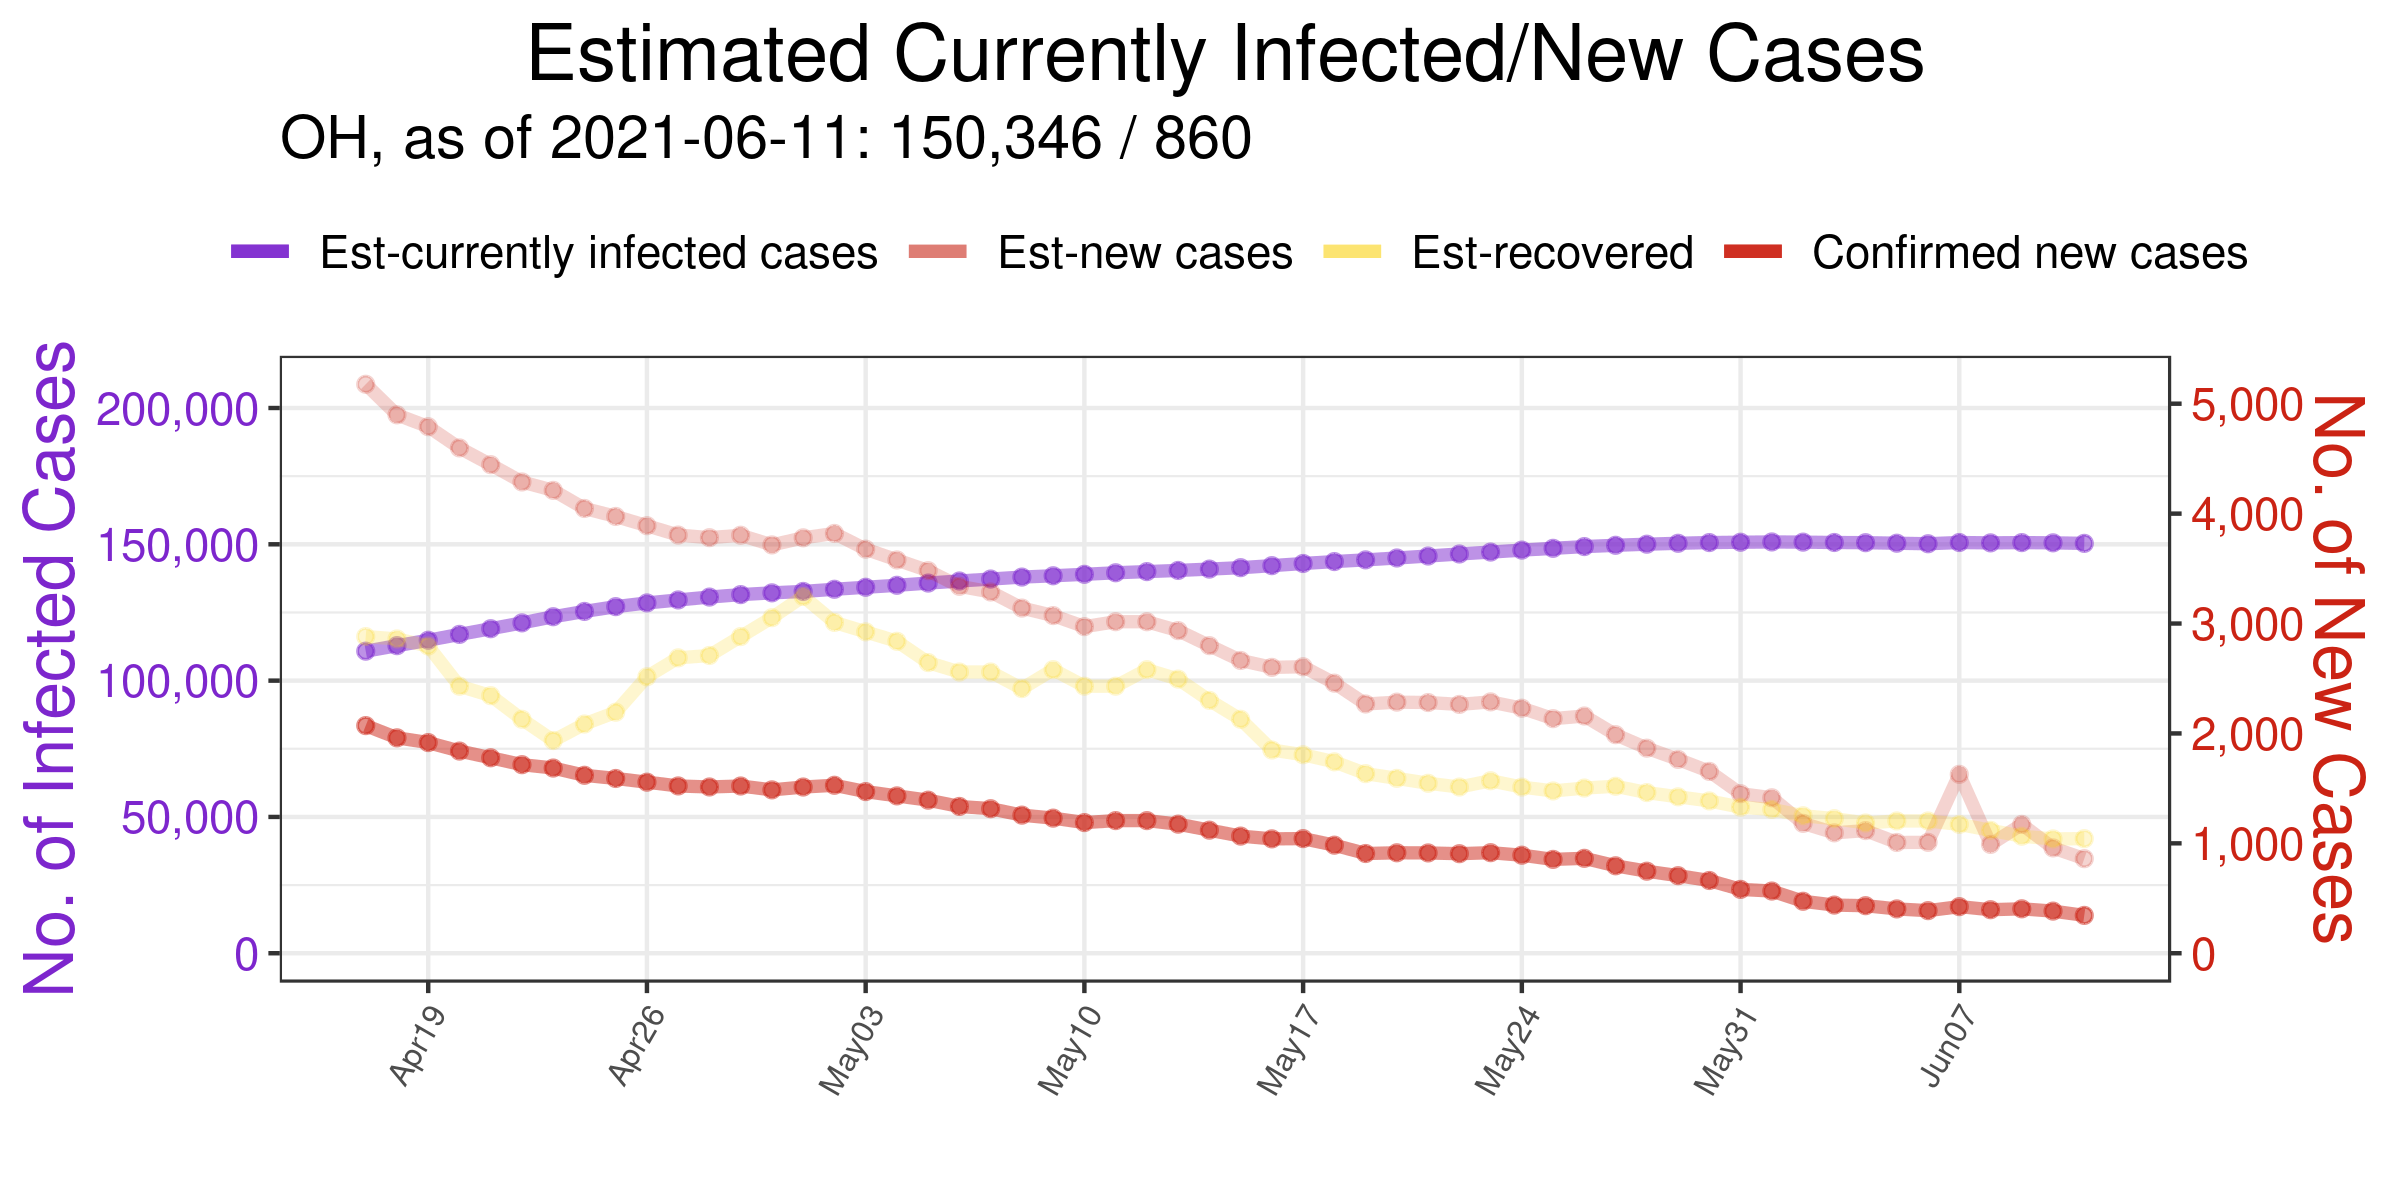 Estimated Currently Infected/New Cases
OH, as of 2021-06-11: 150,346 / 860
Est-currently infected cases Est-new cases Est-recovered Confirmed new cases
No. of Infected Cases
200,000
150,000
100,000
50,000
0
5,000
4,000
3,000
2,000
1,000
0
No. of New Cases
Apr19 Apr26 May03 May10 May17 May24 May31 Jun07